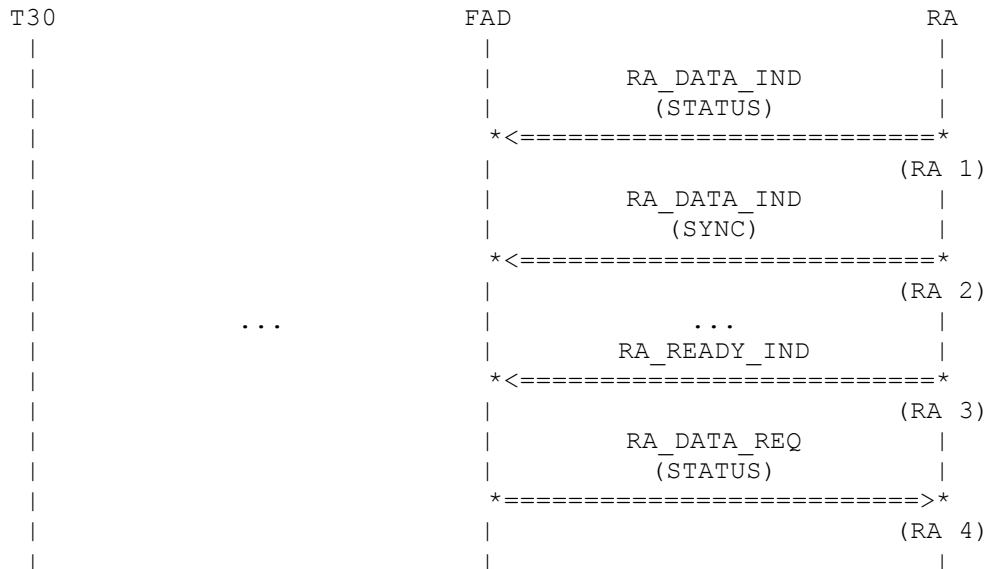 T30 FAD RA
| | |
| | RA_DATA_IND |
| | (STATUS) |
| *<==========================*
| | (RA 1)
| | RA_DATA_IND |
| | (SYNC) |
| *<==========================*
| | (RA 2)
| ... | ... |
| | RA_READY_IND |
| *<==========================*
| | (RA 3)
| | RA_DATA_REQ |
| | (STATUS) |
| *==========================>*
| | (RA 4)
| | |